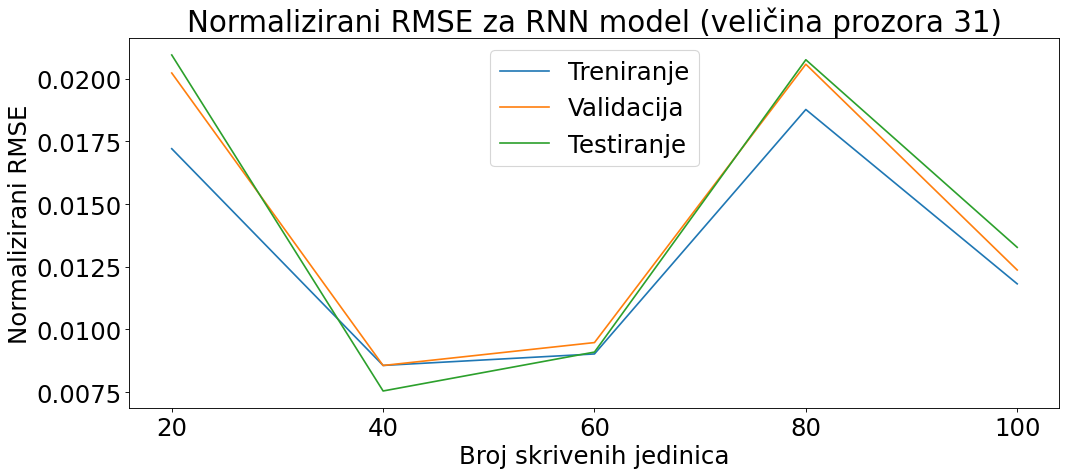 Normalizirani RMSE za RNN model (veličina prozora 31)
Treniranje
Validacija
Testiranje
Normalizirani RMSE
0.0200
0.0175
0.0150
0.0125
0.0100
0.0075
20 40 60 80 100
Broj skrivenih jedinica